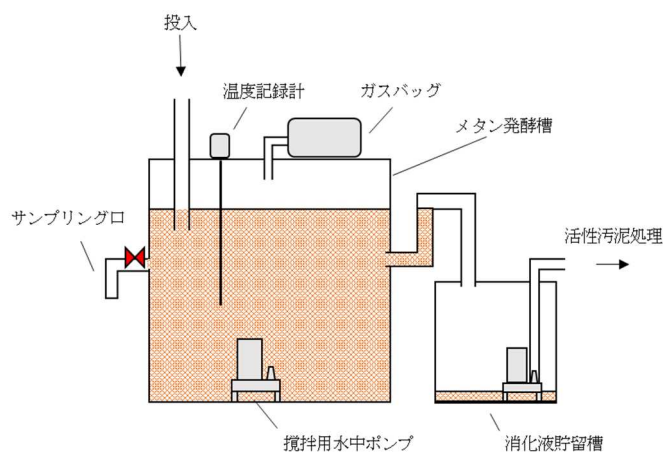 投入
温度記録計
ガスバッグ
メタン発酵槽
サンプリング口
活性汚泥処理
撹拌用水中ポンプ
消化液貯留槽